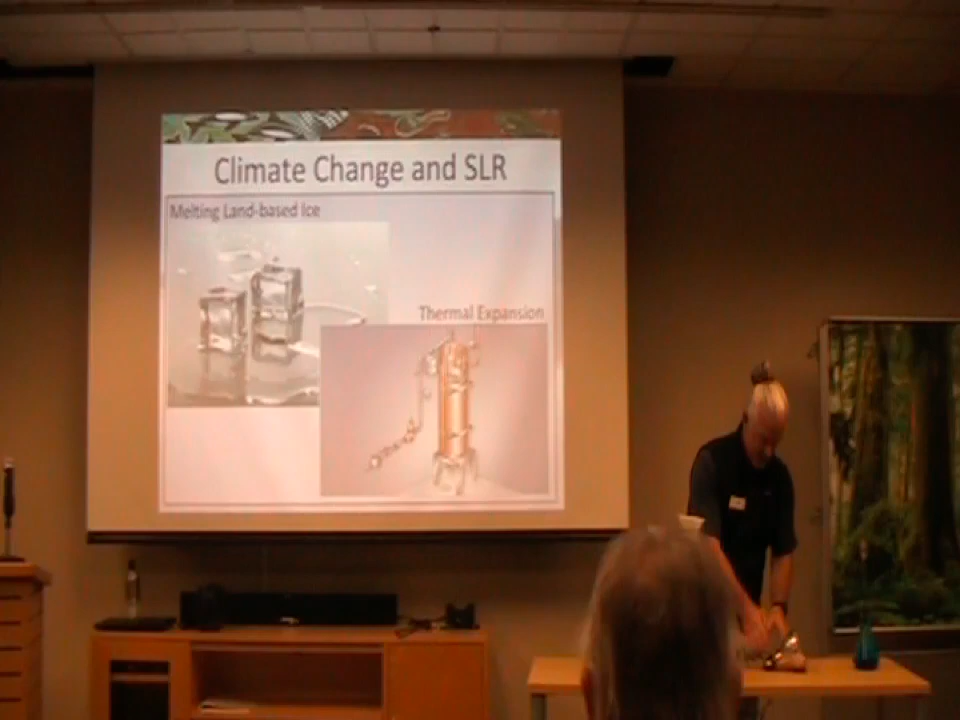 Climate Change and SLR
Melting Land-based Ice
Thermal Expansion